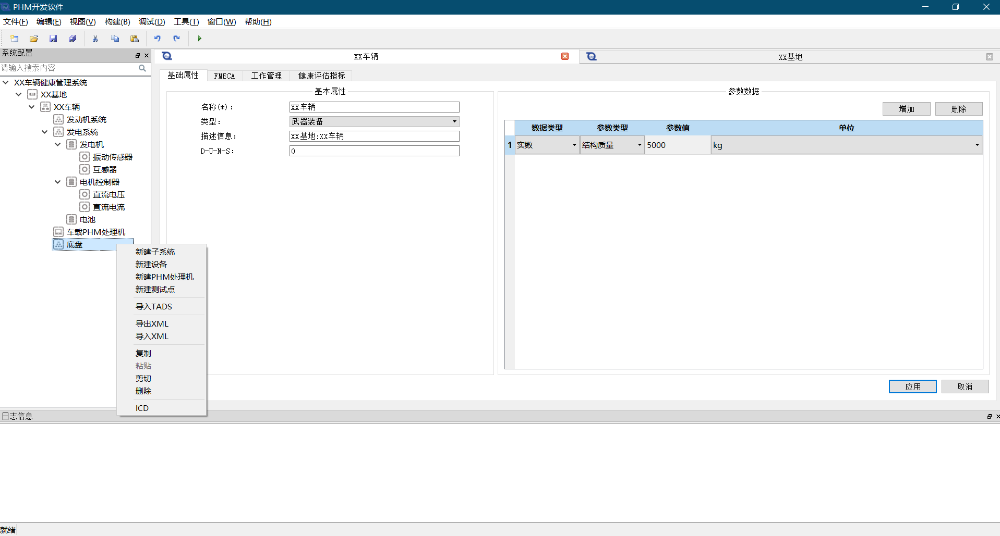 PHM开发软件
文件(F) 编辑(E) 视图(V) 构建(B) 调试(D) 工具(T) 窗口(W) 帮助(H)
系统配置
请输入搜索内容
XX车辆健康管理系统
XX基地
XX车辆
发动机系统
发电系统
发电机
振动传感器
互感器
电机控制器
直流电压
直流电流
电池
车载PHM处理机
底盘
新建子系统
新建设备
新建PHM处理机
新建测试点
导入TADS
导出XML
导入XML
复制
粘贴
剪切
删除
ICD
XX车辆
XX基地
基础属性 FMECA 工作管理 健康评估指标
基本属性
名称(*)： XX车辆
类型： 武器装备
描述信息： XX基地:XX车辆
D-U-N-S： 0
参数数据
增加 删除
数据类型 参数类型 参数值 单位
1 实数 结构质量 5000 kg
应用 取消
日志信息
就绪